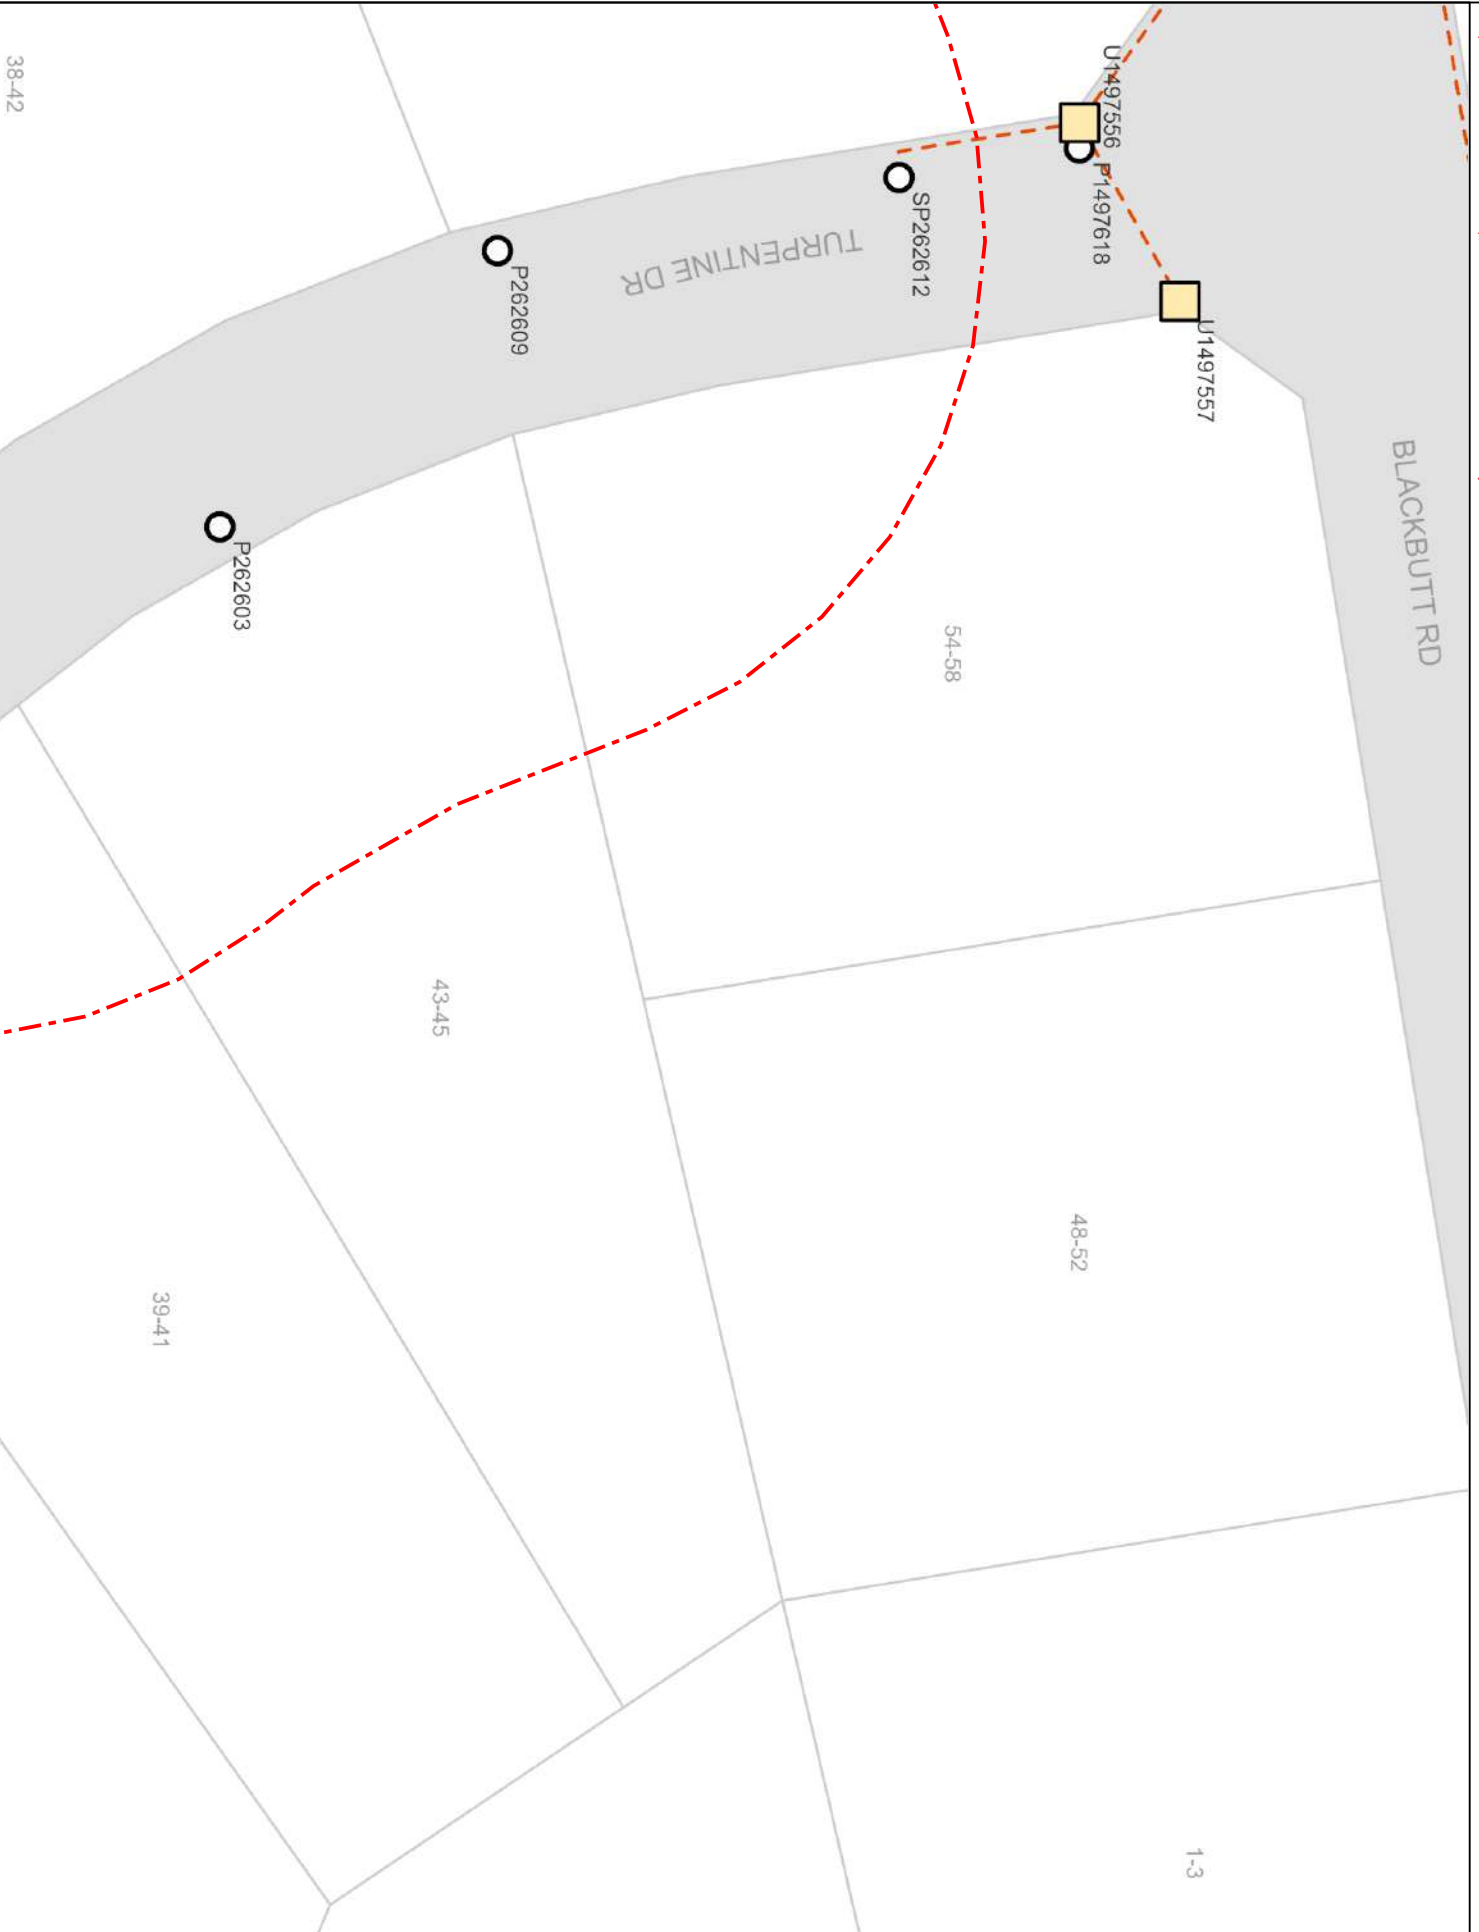 38-42
U1497556
P1497618
SP262612
TURPENTINE DR
P262609
U1497557
BLACKBUTT RD
P262603
54-58
43-45
48-52
39-41
1-3